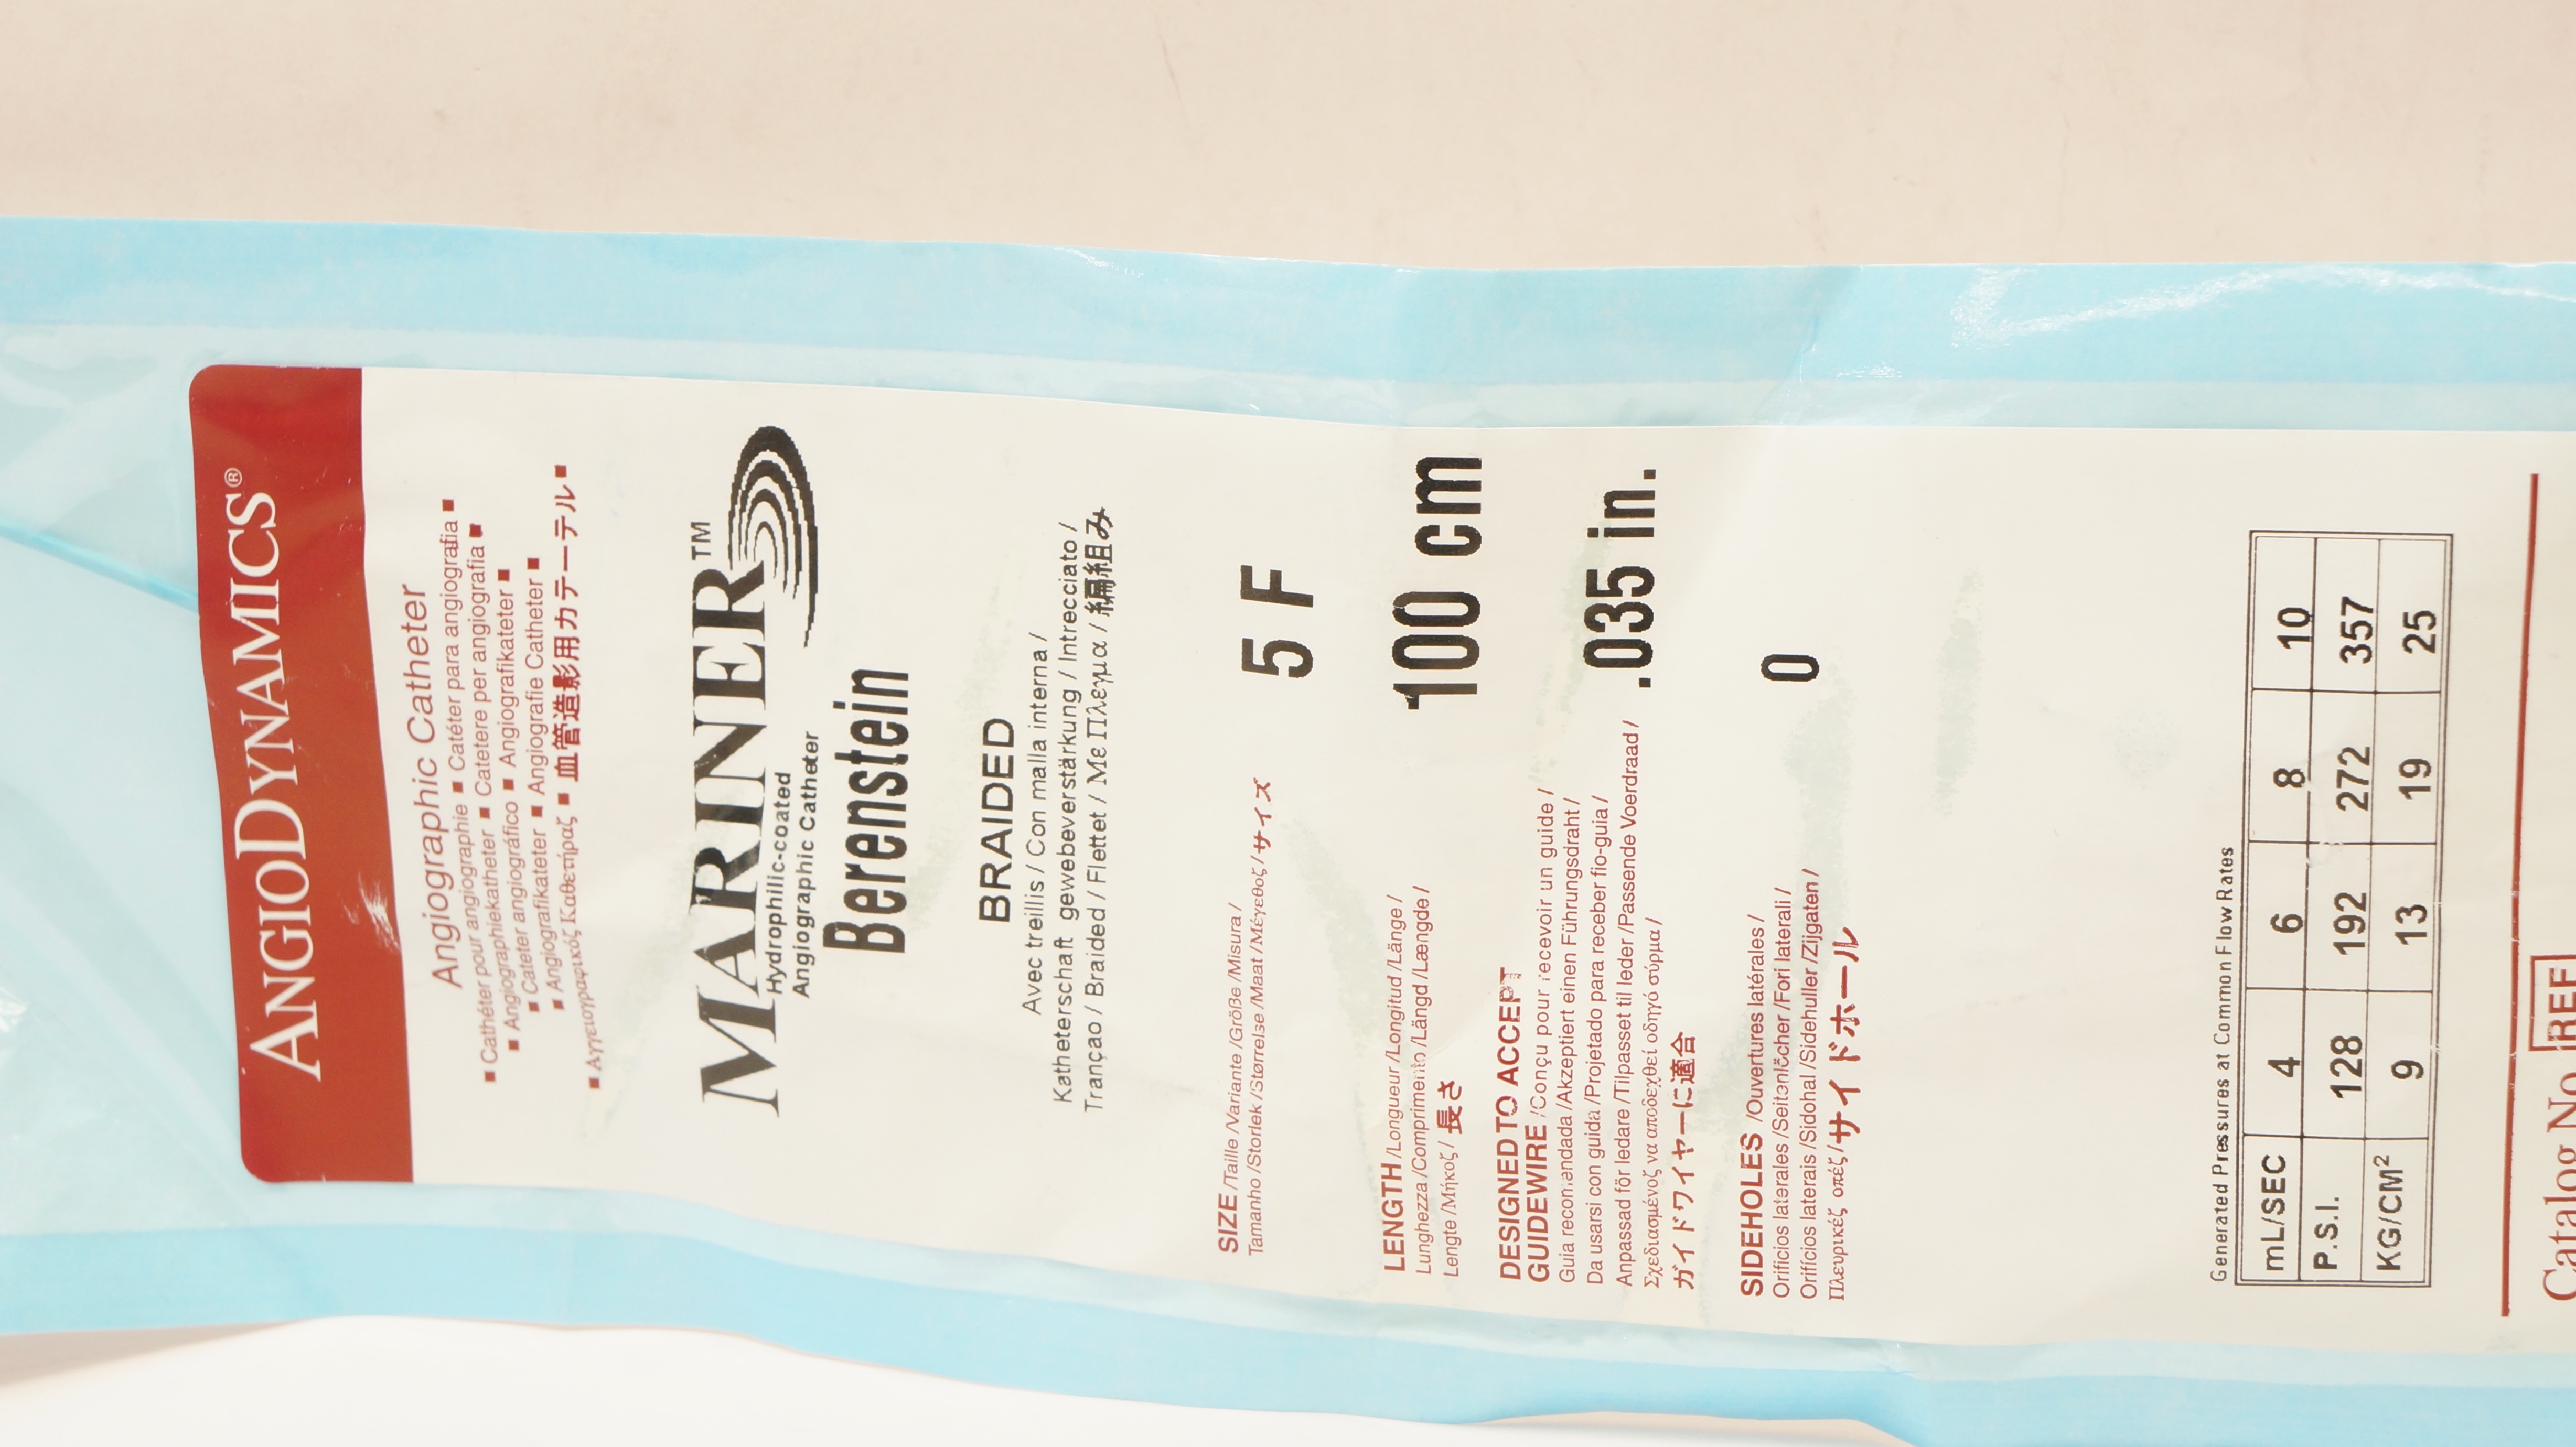 ANGIODYNAMICS®
Angiographic Catheter
■ Cathéter pour angiographie ■ Catéter para angiografia ■
■ Angiographiekatheter ■ Catetere per angiografia ■
■ Cateter angiográfico ■ Angiografikateter ■
■ Angiografikateter ■ Angiografie Catheter ■
■ Αγγειογραφικός Καθετήρας ■ 血管造影用カテーテル ■
MARINER™
Hydrophilic-coated
Angiographic Catheter
Berenstein
BRAIDED
Avec treillis / Con malla interna /
Katheterschaft gewebeverstärkung / Intrecciato /
Trançao / Braided / Flettet / Με Πλεγμα / 編組み
SIZE /Taille /Variante /Größe /Misura /
Tamanho /Storlek /Størrelse /Maat /Μέγεθος /サイズ
5 F
LENGTH /Longueur /Longitud /Länge /
Lunghezza /Comprimento /Längd /Længde /
Lengte /Μήκος / 長さ
100 cm
DESIGNED TO ACCEPT
GUIDEWIRE /Conçu pour recevoir un guide /
Guia recomendada /Akzeptiert einen Führungsdraht /
Da usarsi con guida /Projetado para receber fio-guia /
Anpassad för ledare /Tilpasset til leder /Passende Voerdraad /
Σχεδιασμένος να αποδεχθεί οδηγό σύρμα /
ガイドワイヤーに適合
.035 in.
SIDEHOLES /Ouvertures latérales /
Orificios laterales /Seitenlöcher /Fori laterali /
Orifícios laterais /Sidohal /Sidehuller /Zijgaten /
Πλευρικές οπές /サイドホール
0
Generated Pressures at Common Flow Rates
mL/SEC 4 6 8 10
P.S.I. 128 192 272 357
KG/CM² 9 13 19 25
Catalog No. REF